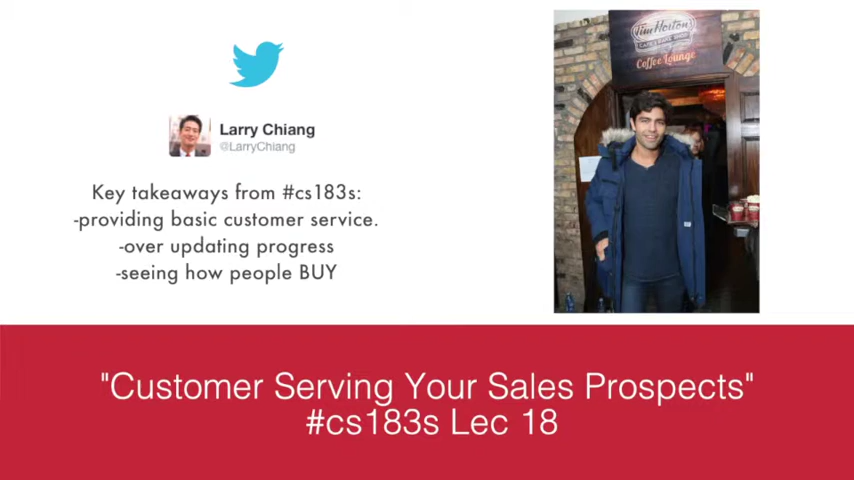 Larry Chiang
@LarryChiang
Key takeaways from #cs183s:
-providing basic customer service.
-over updating progress
-seeing how people BUY
Tim Horton
Coffee Lounge
"Customer Serving Your Sales Prospects"
#cs183s Lec 18